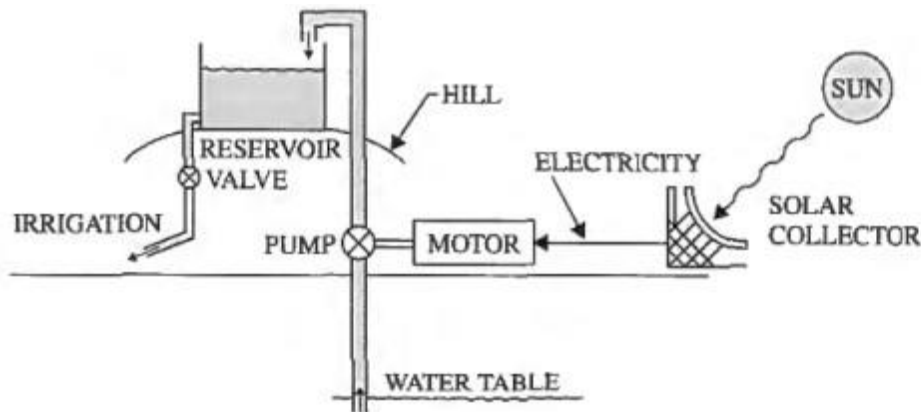 HILL
SUN
RESERVOIR
VALVE
ELECTRICITY
IRRIGATION
PUMP
MOTOR
SOLAR
COLLECTOR
WATER TABLE